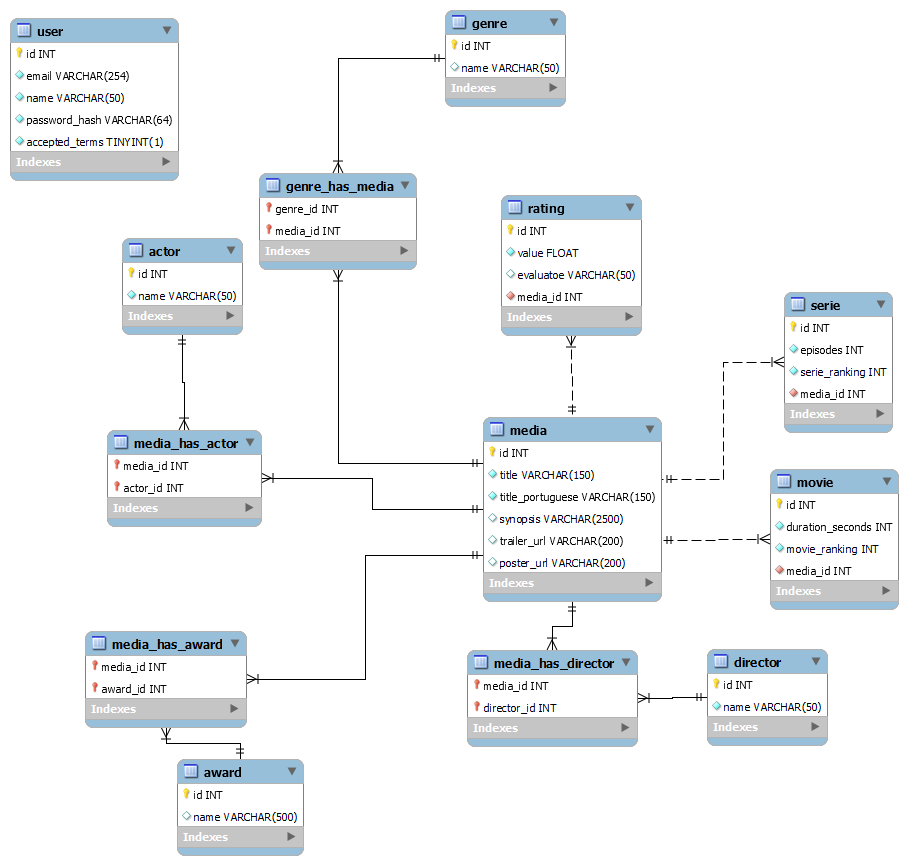 user
id INT
email VARCHAR(254)
name VARCHAR(50)
password_hash VARCHAR(64)
accepted_terms TINYINT(1)
Indexes
genre
id INT
name VARCHAR(50)
Indexes
genre_has_media
genre_id INT
media_id INT
Indexes
rating
id INT
value FLOAT
evaluatoe VARCHAR(50)
media_id INT
Indexes
actor
id INT
name VARCHAR(50)
Indexes
serie
id INT
episodes INT
serie_ranking INT
media_id INT
Indexes
media_has_actor
media_id INT
actor_id INT
Indexes
media
id INT
title VARCHAR(150)
title_portuguese VARCHAR(150)
synopsis VARCHAR(2500)
trailer_url VARCHAR(200)
poster_url VARCHAR(200)
Indexes
movie
id INT
duration_seconds INT
movie_ranking INT
media_id INT
Indexes
media_has_award
media_id INT
award_id INT
Indexes
media_has_director
media_id INT
director_id INT
Indexes
director
id INT
name VARCHAR(50)
Indexes
award
id INT
name VARCHAR(500)
Indexes